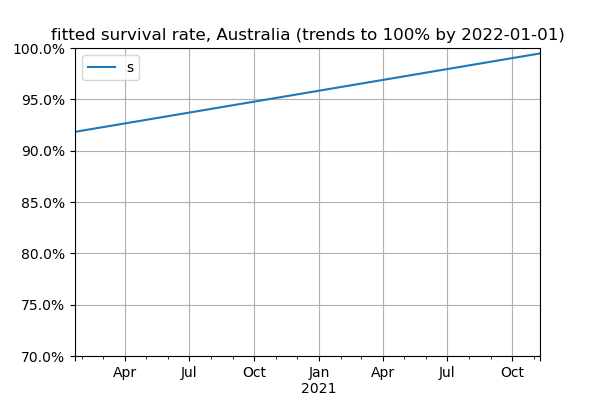 fitted survival rate, Australia (trends to 100% by 2022-01-01)
100.0%
s
95.0%
90.0%
85.0%
80.0%
75.0%
70.0%
Apr Jul Oct Jan Apr Jul Oct
2021